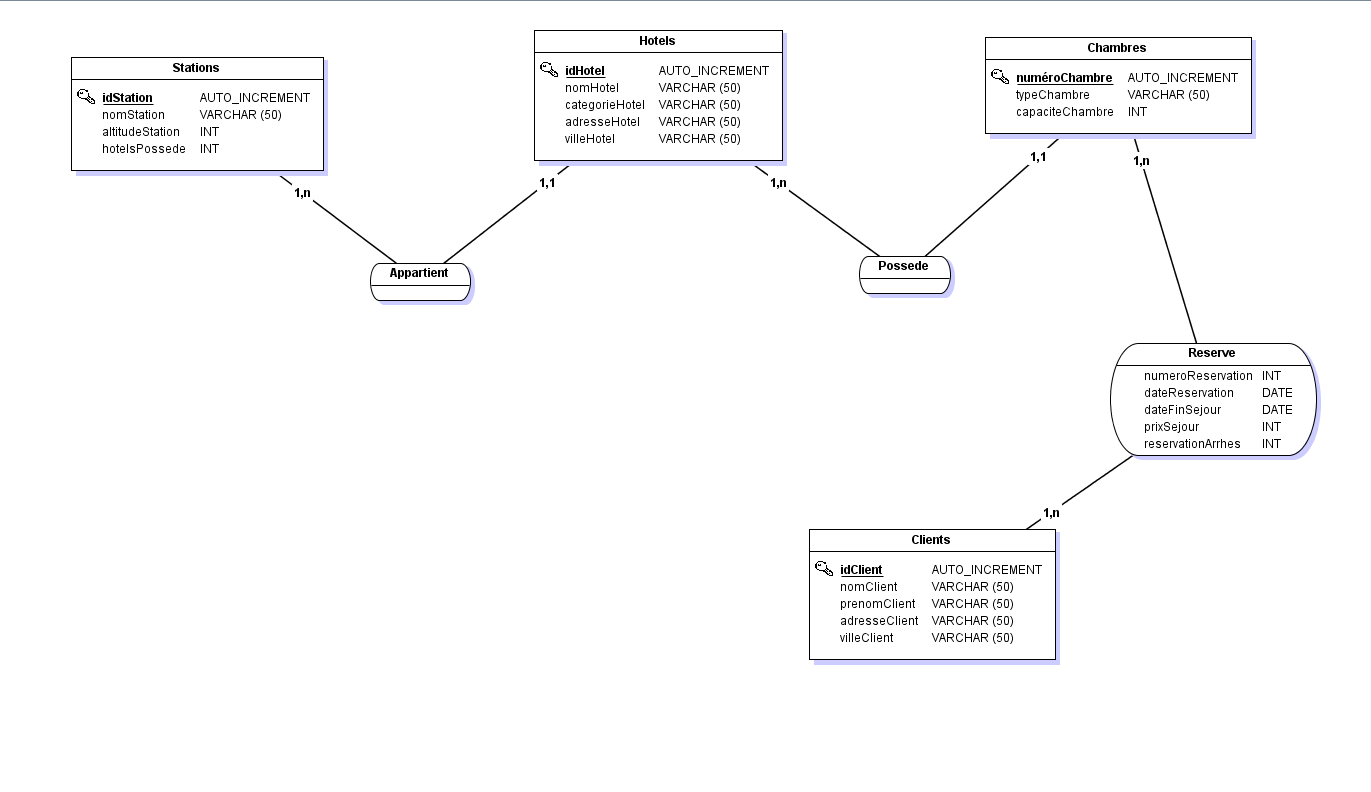 Stations
idStation AUTO_INCREMENT
nomStation VARCHAR (50)
altitudeStation INT
hotelsPossede INT
Hotels
idHotel AUTO_INCREMENT
nomHotel VARCHAR (50)
categorieHotel VARCHAR (50)
adresseHotel VARCHAR (50)
villeHotel VARCHAR (50)
Chambres
numéroChambre AUTO_INCREMENT
typeChambre VARCHAR (50)
capaciteChambre INT
1,n
1,1
1,n
1,1
1,n
Appartient
Possede
Reserve
numeroReservation INT
dateReservation DATE
dateFinSejour DATE
prixSejour INT
reservationArrhes INT
1,n
Clients
idClient AUTO_INCREMENT
nomClient VARCHAR (50)
prenomClient VARCHAR (50)
adresseClient VARCHAR (50)
villeClient VARCHAR (50)